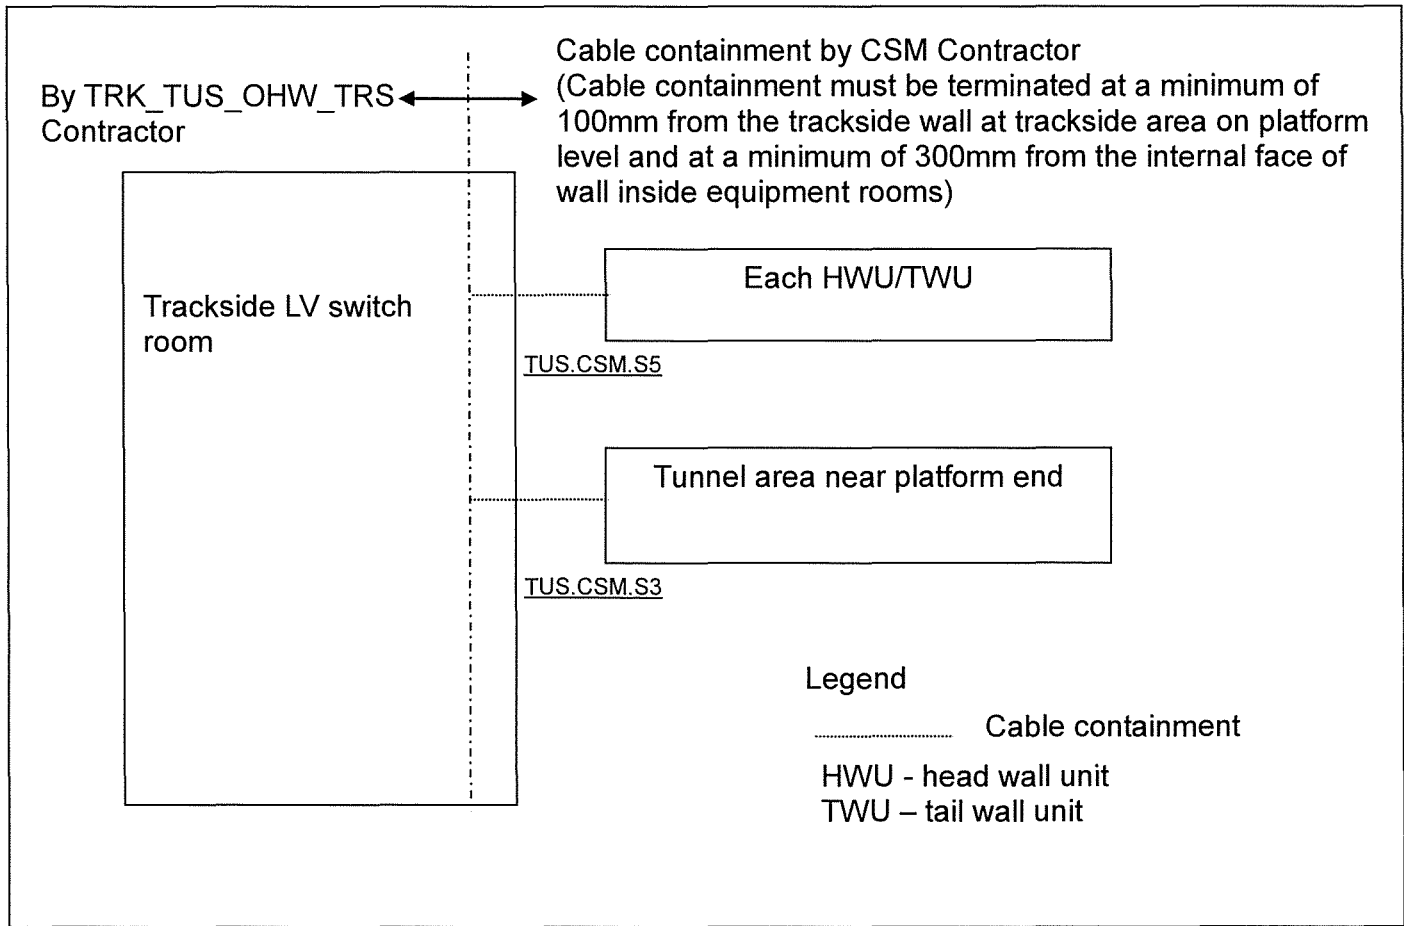 Cable containment by CSM Contractor
(Cable containment must be terminated at a minimum of
100mm from the trackside wall at trackside area on platform
level and at a minimum of 300mm from the internal face of
wall inside equipment rooms)
By TRK_TUS_OHW_TRS
Contractor
Trackside LV switch
room
Each HWU/TWU
TUS.CSM.S5
Tunnel area near platform end
TUS.CSM.S3
Legend
Cable containment
HWU - head wall unit
TWU – tail wall unit